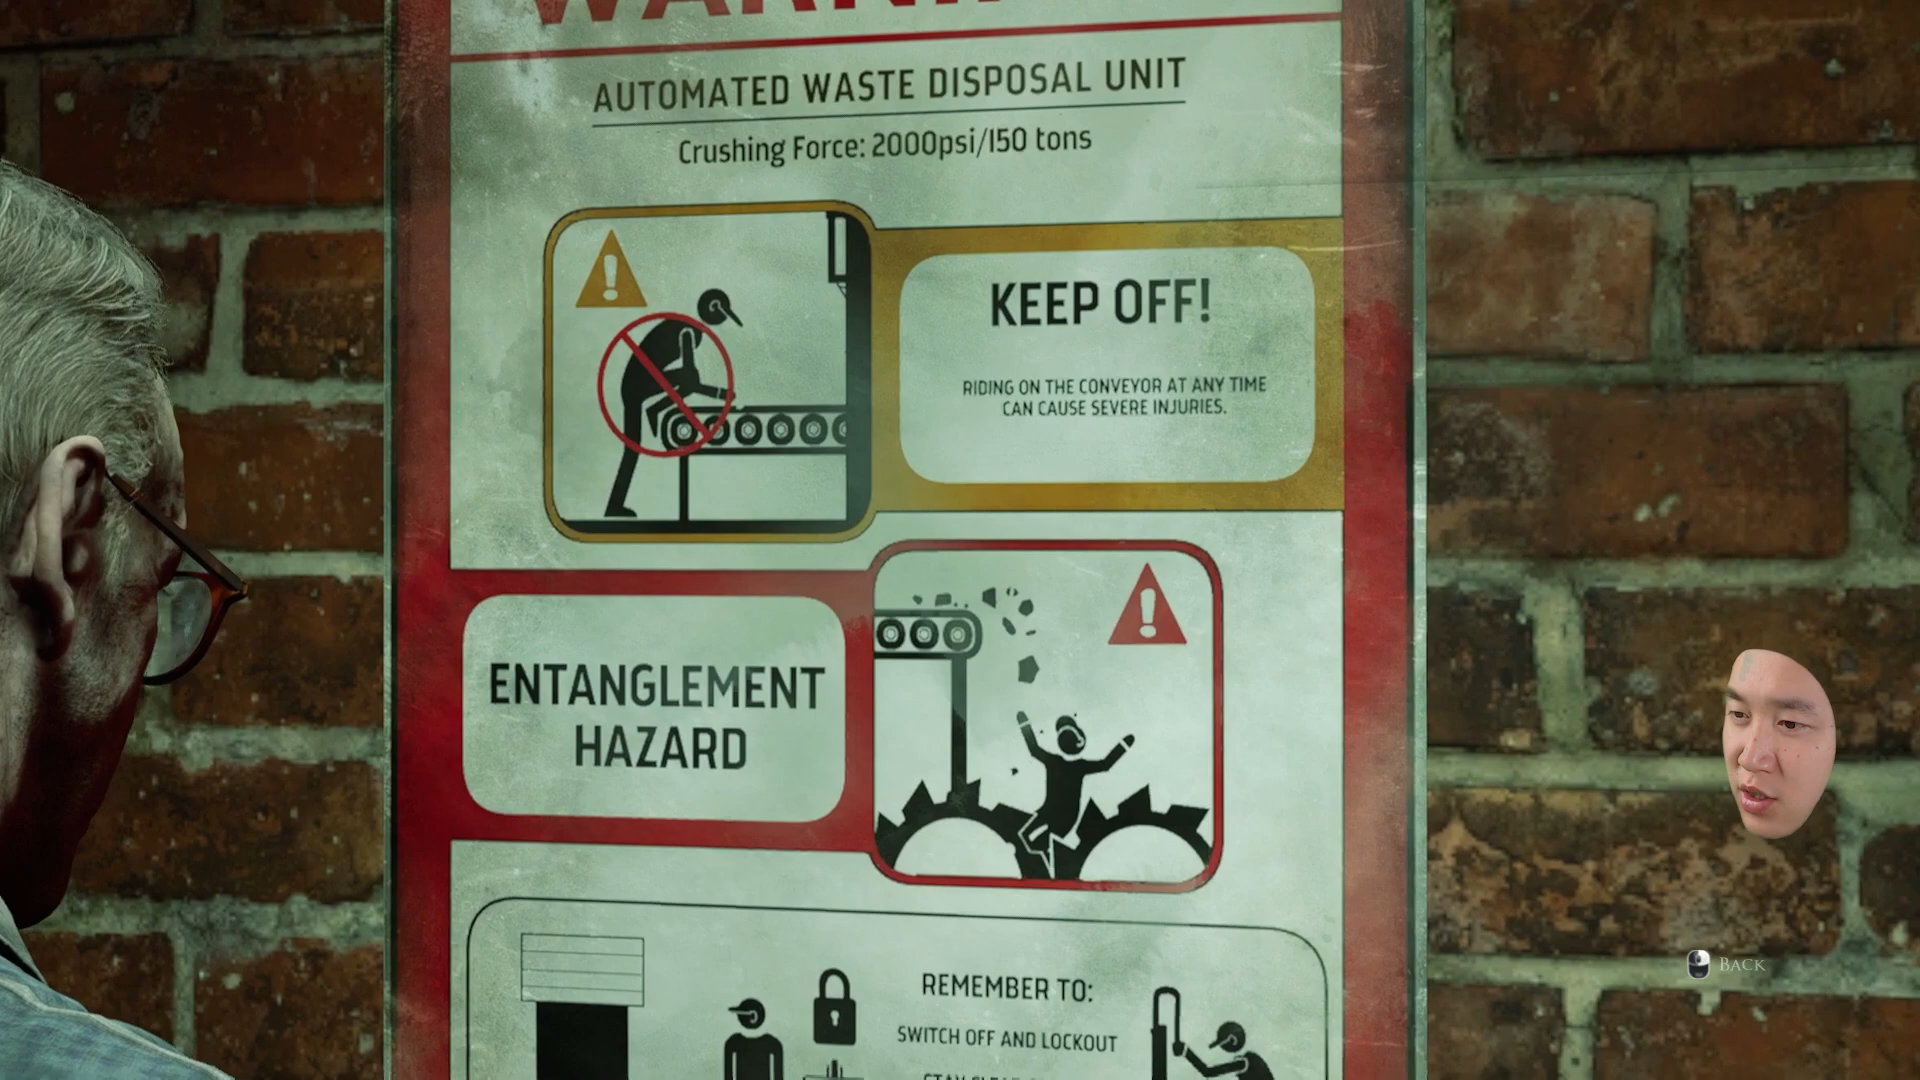 WARNI
AUTOMATED WASTE DISPOSAL UNIT
Crushing Force: 2000psi/150 tons
KEEP OFF!
RIDING ON THE CONVEYOR AT ANY TIME
CAN CAUSE SEVERE INJURIES.
ENTANGLEMENT
HAZARD
REMEMBER TO:
SWITCH OFF AND LOCKOUT
BACK